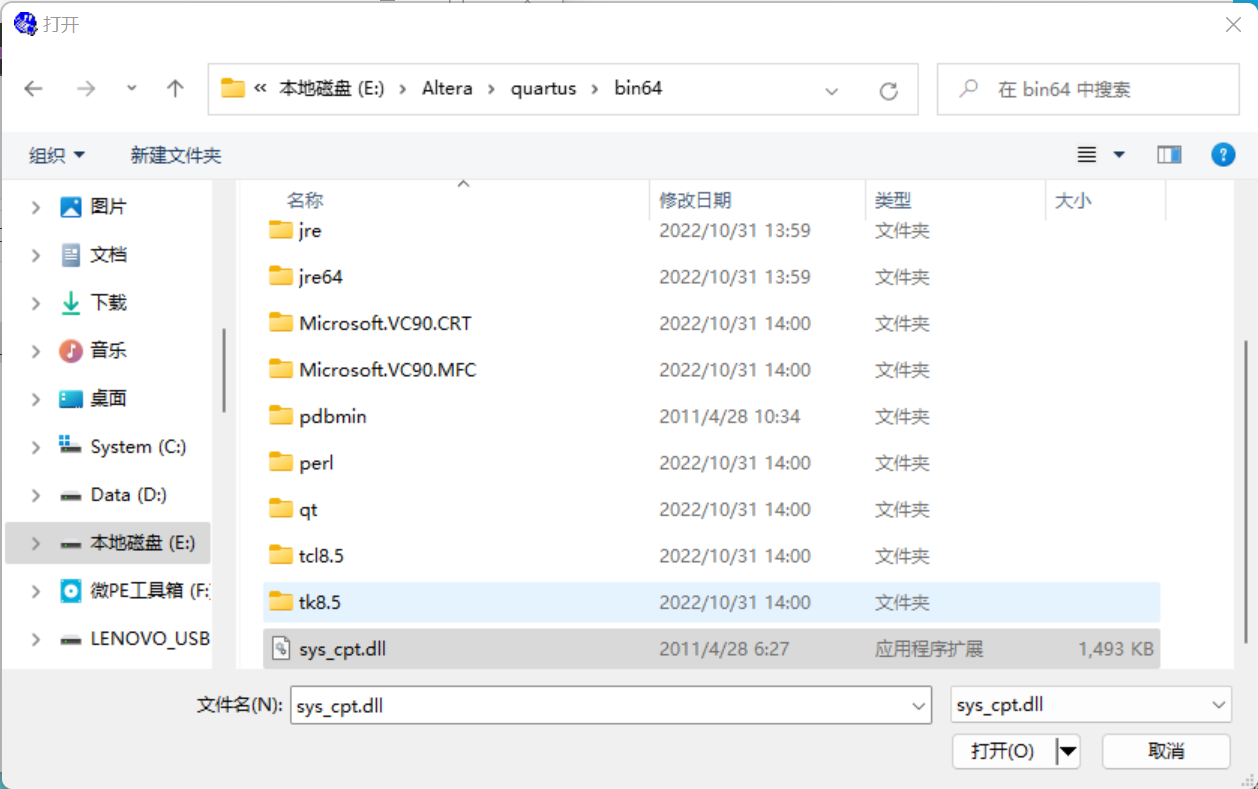 打开
« 本地磁盘 (E:) › Altera › quartus › bin64
在 bin64 中搜索
组织 新建文件夹
名称 修改日期 类型 大小
图片
文档
下载
音乐
桌面
System (C:)
Data (D:)
本地磁盘 (E:)
微PE工具箱 (F:
LENOVO_USB
jre 2022/10/31 13:59 文件夹
jre64 2022/10/31 13:59 文件夹
Microsoft.VC90.CRT 2022/10/31 14:00 文件夹
Microsoft.VC90.MFC 2022/10/31 14:00 文件夹
pdbmin 2011/4/28 10:34 文件夹
perl 2022/10/31 14:00 文件夹
qt 2022/10/31 14:00 文件夹
tcl8.5 2022/10/31 14:00 文件夹
tk8.5 2022/10/31 14:00 文件夹
sys_cpt.dll 2011/4/28 6:27 应用程序扩展 1,493 KB
文件名(N): sys_cpt.dll sys_cpt.dll
打开(O) 取消